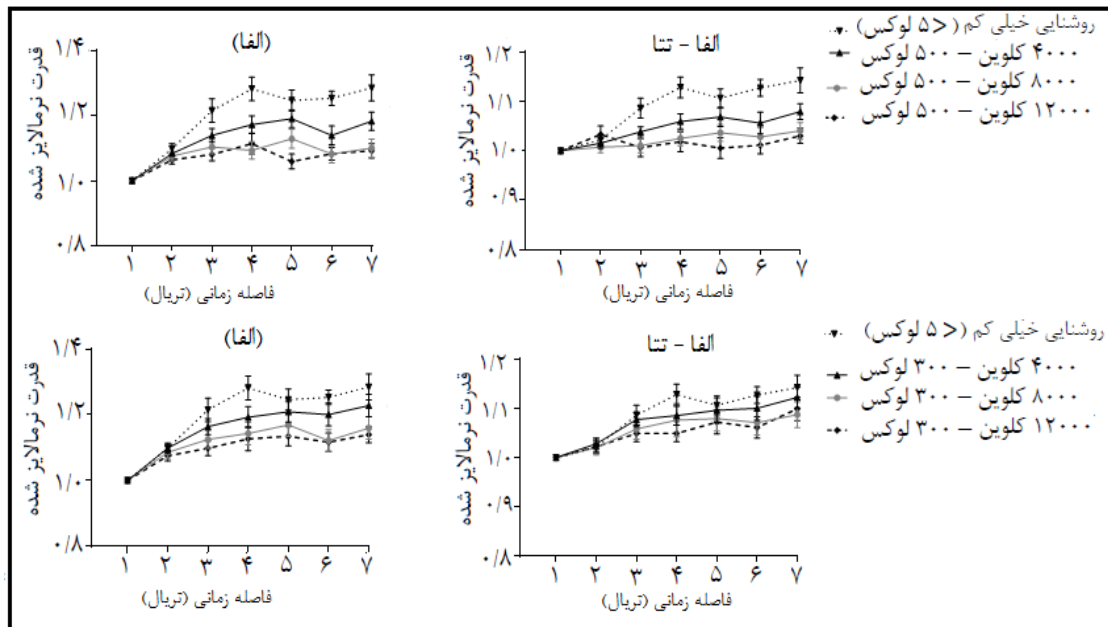 (آلفا)
قدرت نرمالایز شده
۱/۴
۱/۲
۱/۰
۰/۸
۱ ۲ ۳ ۴ ۵ ۶ ۷
فاصله زمانی (تریال)
آلفا - تتا
قدرت نرمالایز شده
۱/۲
۱/۱
۱/۰
۰/۹
۰/۸
۱ ۲ ۳ ۴ ۵ ۶ ۷
فاصله زمانی (تریال)
روشنایی خیلی کم (< ۵ لوکس)
۴۰۰۰ کلوین – ۵۰۰ لوکس
۸۰۰۰ کلوین – ۵۰۰ لوکس
۱۲۰۰۰ کلوین – ۵۰۰ لوکس
(آلفا)
قدرت نرمالایز شده
۱/۴
۱/۲
۱/۰
۰/۸
۱ ۲ ۳ ۴ ۵ ۶ ۷
فاصله زمانی (تریال)
آلفا - تتا
قدرت نرمالایز شده
۱/۲
۱/۱
۱/۰
۰/۹
۰/۸
۱ ۲ ۳ ۴ ۵ ۶ ۷
فاصله زمانی (تریال)
روشنایی خیلی کم (< ۵ لوکس)
۴۰۰۰ کلوین – ۳۰۰ لوکس
۸۰۰۰ کلوین – ۳۰۰ لوکس
۱۲۰۰۰ کلوین – ۳۰۰ لوکس